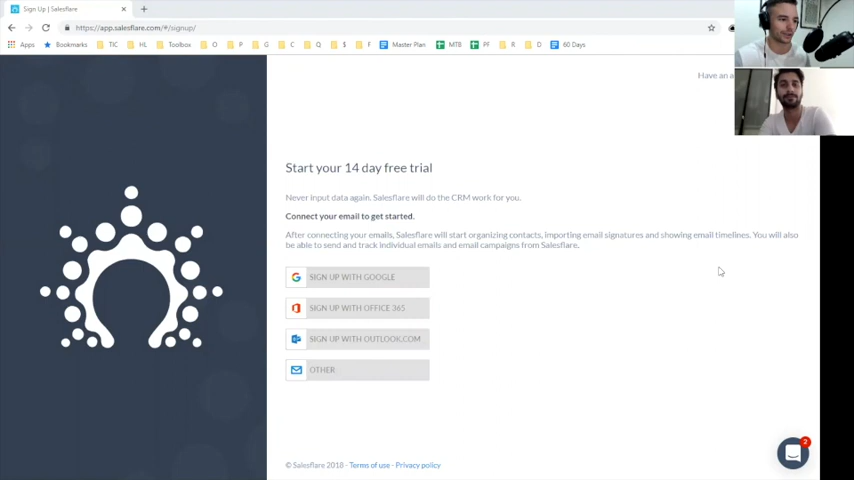 Sign Up | Salesflare
https://app.salesflare.com/#/signup/
Apps Bookmarks TIC HL Toolbox O P G C Q $ F Master Plan MTB PF R D 60 Days
Have an a
Start your 14 day free trial
Never input data again. Salesflare will do the CRM work for you.
Connect your email to get started.
After connecting your emails, Salesflare will start organizing contacts, importing email signatures and showing email timelines. You will also
be able to send and track individual emails and email campaigns from Salesflare.
SIGN UP WITH GOOGLE
SIGN UP WITH OFFICE 365
SIGN UP WITH OUTLOOK.COM
OTHER
2
© Salesflare 2018 - Terms of use - Privacy policy